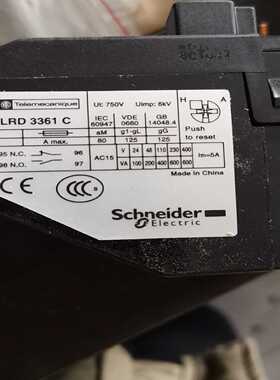 Telemecanique
Ui: 750V Uimp: 6kV
H A
LRD 3361 C
IEC 60947
VDE 0660
GB 14048.4
aM g1-gL gG
A max. 80 125 125
Push to reset
95 N.C. 96
98 N.O. 97
AC15
V 24 48 110 230 400
VA 100 200 400 600 600
Ith=5A
Made in China
CCC
Schneider
Electric